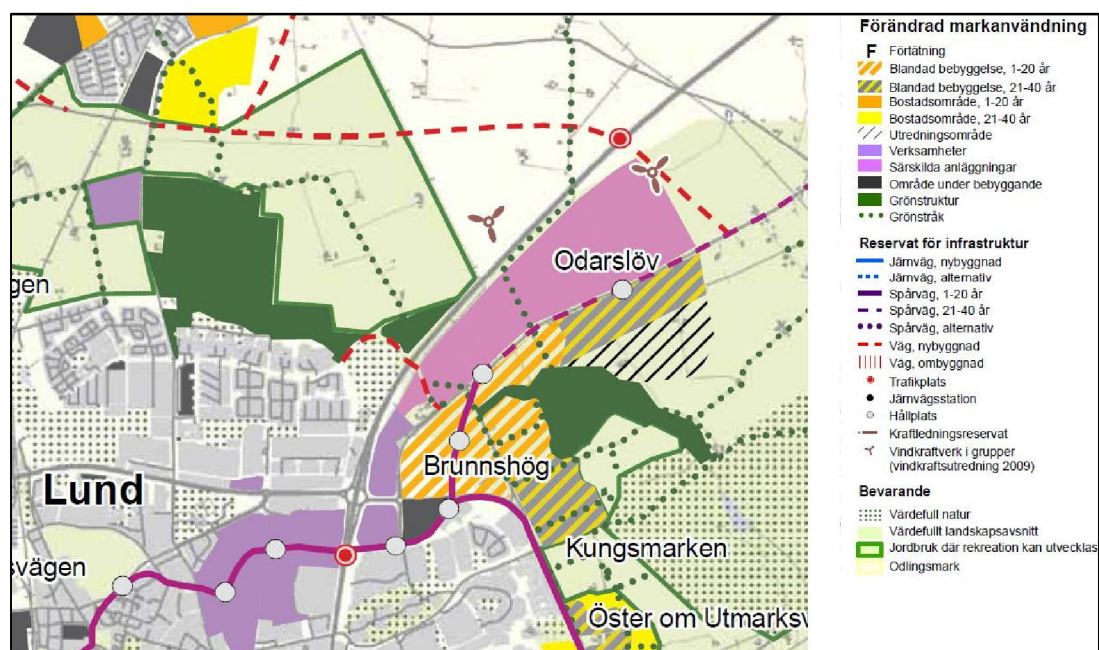 gen
Odarslöv
Brunnshög
Lund
Kungsmarken
svägen
Öster om Utmarksv
Förändrad markanvändning
F Förtätning
Blandad bebyggelse, 1-20 år
Blandad bebyggelse, 21-40 år
Bostadsområde, 1-20 år
Bostadsområde, 21-40 år
Utredningsområde
Verksamheter
Särskilda anläggningar
Område under bebyggande
Grönstruktur
Grönstråk
Reservat för infrastruktur
Järnväg, nybyggnad
Järnväg, alternativ
Spårväg, 1-20 år
Spårväg, 21-40 år
Spårväg, alternativ
Väg, nybyggnad
Väg, ombyggnad
Trafikplats
Järnvägsstation
Hållplats
Kraftledningsreservat
Vindkraftverk i grupper
(vindkraftsutredning 2009)
Bevarande
Värdefull natur
Värdefullt landskapsavsnitt
Jordbruk där rekreation kan utvecklas
Odlingsmark